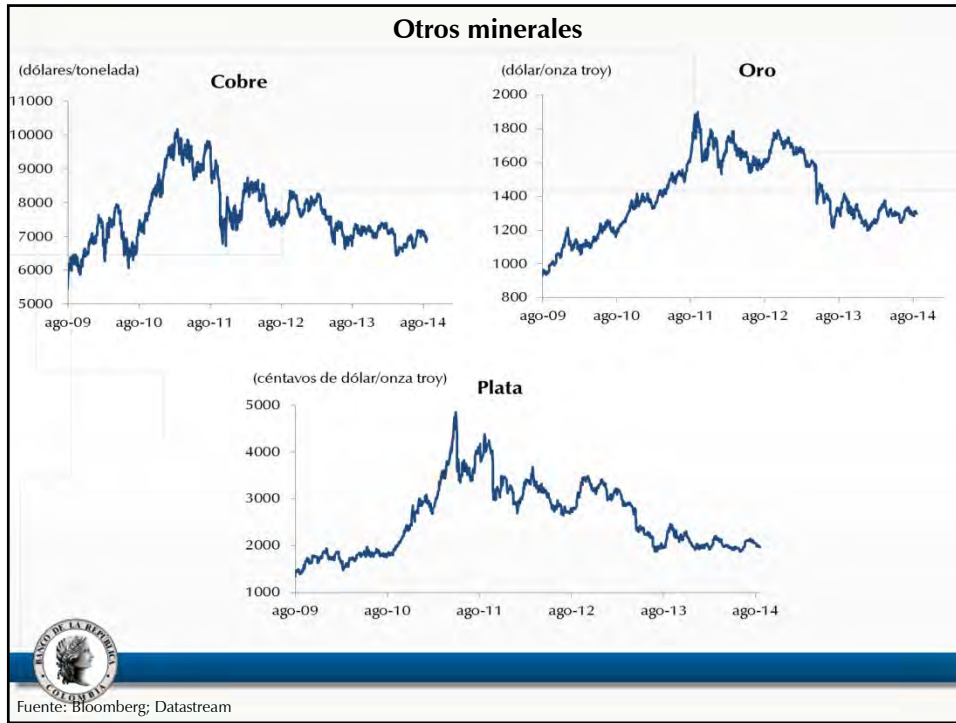 Otros minerales
(dólares/tonelada)
Cobre
11000
10000
9000
8000
7000
6000
5000
ago-09 ago-10 ago-11 ago-12 ago-13 ago-14
(dólar/onza troy)
Oro
2000
1800
1600
1400
1200
1000
800
ago-09 ago-10 ago-11 ago-12 ago-13 ago-14
(céntavos de dólar/onza troy)
Plata
5000
4000
3000
2000
1000
ago-09 ago-10 ago-11 ago-12 ago-13 ago-14
BANCO DE LA REPÚBLICA
COLOMBIA
Fuente: Bloomberg; Datastream